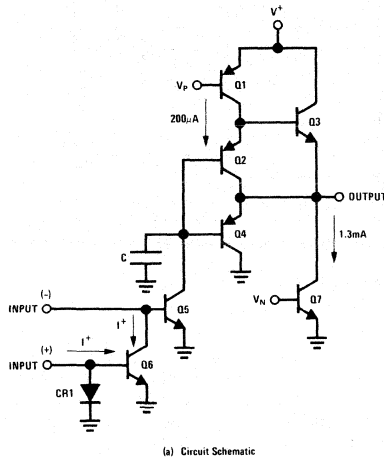 V+
Vp Q1
200μA Q3
Q2
OUTPUT
Q4
1.3mA
C
(-)
INPUT Q5
VN Q7
I+
(+) I+
INPUT Q6
CR1
(a) Circuit Schematic